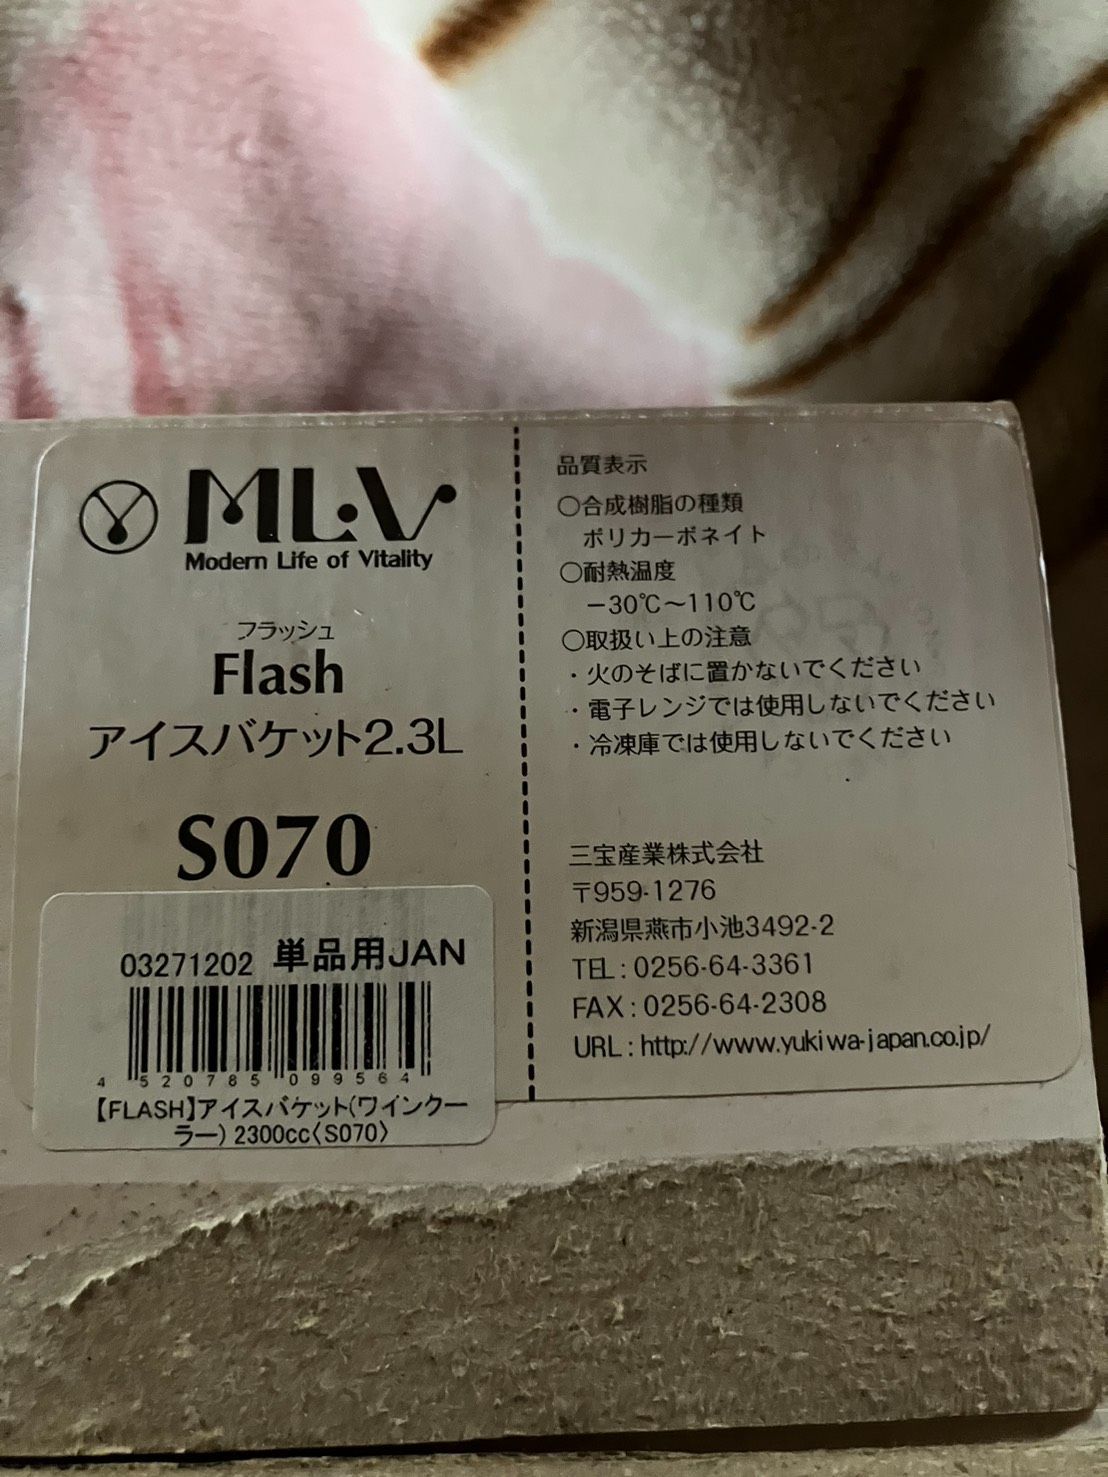 MLV
Modern Life of Vitality
フラッシュ
Flash
アイスバケット2.3L
S070
03271202 単品用JAN
4 520785 099564
【FLASH】アイスバケット(ワインクー
ラー) 2300cc〈S070〉
品質表示
○合成樹脂の種類
ポリカーボネイト
○耐熱温度
−30℃～110℃
○取扱い上の注意
・火のそばに置かないでください
・電子レンジでは使用しないでください
・冷凍庫では使用しないでください
三宝産業株式会社
〒959-1276
新潟県燕市小池3492-2
TEL：0256-64-3361
FAX：0256-64-2308
URL：http://www.yukiwa-japan.co.jp/